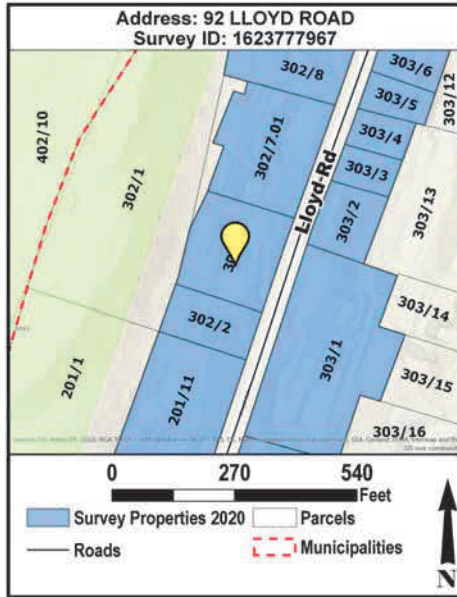 Address: 92 LLOYD ROAD
Survey ID: 1623777967
302/8
303/6
303/12
303/5
402/10
302/7.01
303/4
302/1
Lloyd Rd
303/3
303/13
303/2
302/2
303/14
303/1
201/1
201/11
303/15
303/16
0 270 540
Feet
Survey Properties 2020
Parcels
Roads
Municipalities
N